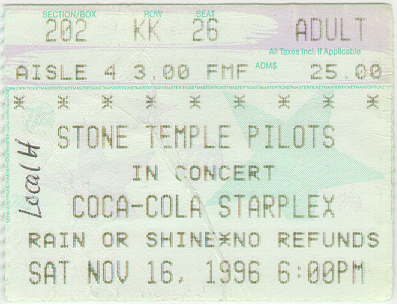 SECTION/BOX ROW SEAT
202 KK 26 ADULT
All Taxes Incl. If Applicable
AISLE 4 3.00 FMF ADM$ 25.00
* * * * * * * * * * *
STONE TEMPLE PILOTS
IN CONCERT
Local H
COCA-COLA STARPLEX
RAIN OR SHINE*NO REFUNDS
SAT NOV 16, 1996 6:00PM